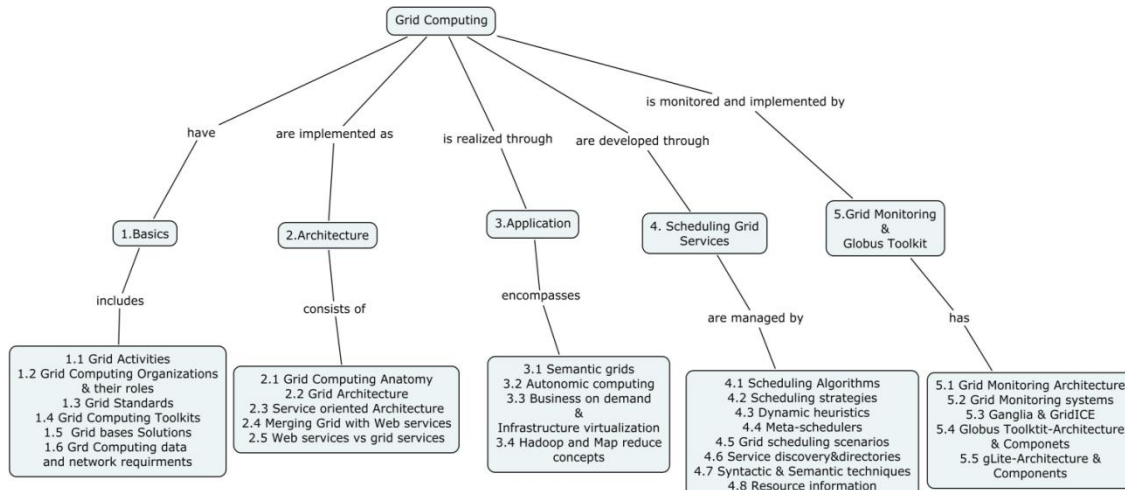 Grid Computing
is monitored and implemented by
have
are implemented as
is realized through
are developed through
1.Basics
2.Architecture
3.Application
4. Scheduling Grid
Services
5.Grid Monitoring
&
Globus Toolkit
includes
consists of
encompasses
are managed by
has
1.1 Grid Activities
1.2 Grid Computing Organizations
& their roles
1.3 Grid Standards
1.4 Grid Computing Toolkits
1.5 Grid bases Solutions
1.6 Grd Computing data
and network requirments
2.1 Grid Computing Anatomy
2.2 Grid Architecture
2.3 Service oriented Architecture
2.4 Merging Grid with Web services
2.5 Web services vs grid services
3.1 Semantic grids
3.2 Autonomic computing
3.3 Business on demand
&
Infrastructure virtualization
3.4 Hadoop and Map reduce
concepts
4.1 Scheduling Algorithms
4.2 Scheduling strategies
4.3 Dynamic heuristics
4.4 Meta-schedulers
4.5 Grid scheduling scenarios
4.6 Service discovery&directories
4.7 Syntactic & Semantic techniques
4.8 Resource information
5.1 Grid Monitoring Architecture
5.2 Grid Monitoring systems
5.3 Ganglia & GridICE
5.4 Globus Toolktit-Architecture
& Componets
5.5 gLite-Architecture &
Components